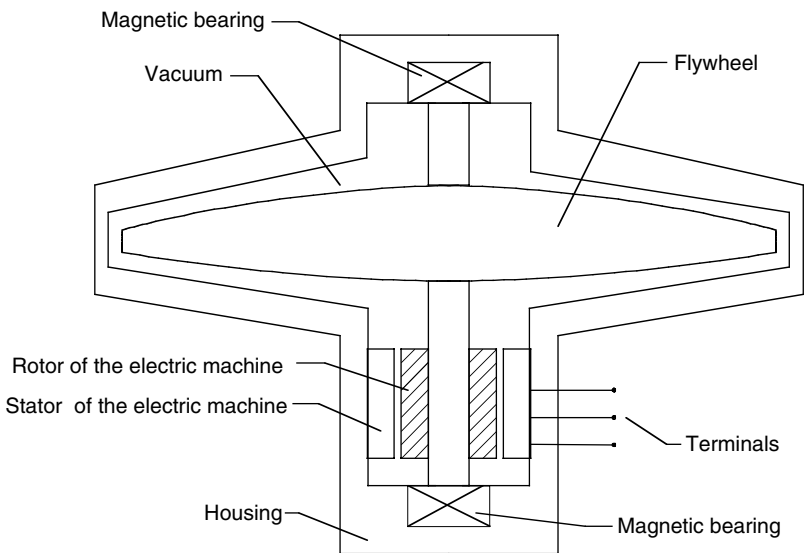 Magnetic bearing
Vacuum
Flywheel
Rotor of the electric machine
Stator of the electric machine
Terminals
Housing
Magnetic bearing